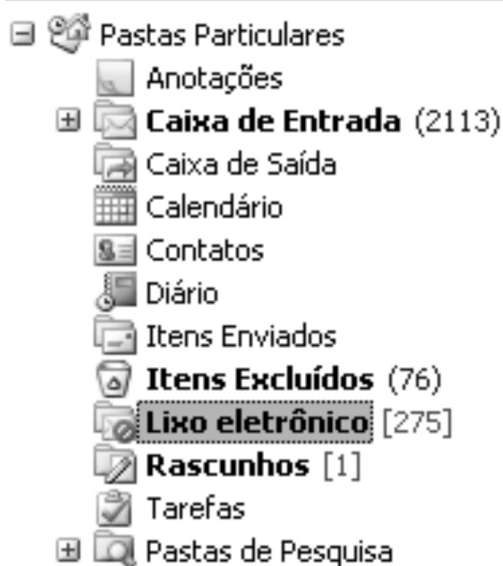 Pastas Particulares
Anotações
Caixa de Entrada (2113)
Caixa de Saída
Calendário
Contatos
Diário
Itens Enviados
Itens Excluídos (76)
Lixo eletrônico [275]
Rascunhos [1]
Tarefas
Pastas de Pesquisa